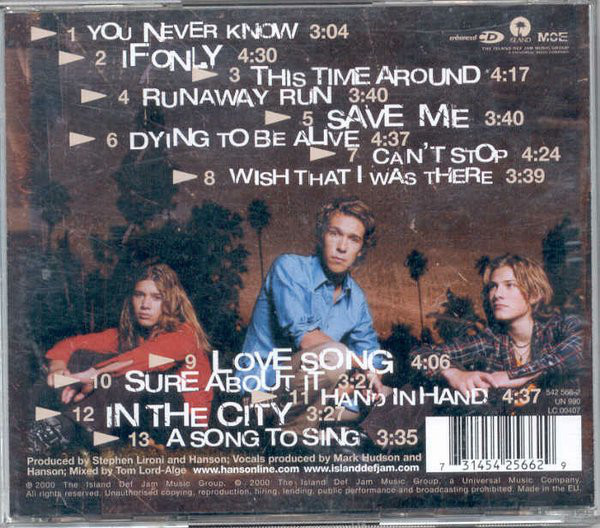 1 YOU NEVER KNOW 3:04
2 IF ONLY 4:30
3 THIS TIME AROUND 4:17
4 RUNAWAY RUN 3:40
5 SAVE ME 3:40
6 DYING TO BE ALIVE 4:37
7 CAN'T STOP 4:24
8 WISH THAT I WAS THERE 3:39
enhanced CD
ISLAND
THE ISLAND DEF JAM MUSIC GROUP
9 LOVE SONG 4:06
10 SURE ABOUT IT 3:27
11 HAND IN HAND 4:37
12 IN THE CITY 3:27
13 A SONG TO SING 3:35
542 566-2
UN 980
LC 00407
7 31454 25662 9
Produced by Stephen Lironi and Hanson; Vocals produced by Mark Hudson and
Hanson; Mixed by Tom Lord-Alge www.hansonline.com www.islanddefjam.com
℗ 2000 The Island Def Jam Music Group. © 2000 The Island Def Jam Music Group, a Universal Music Company.
All rights reserved. Unauthorised copying, reproduction, hiring, lending, public performance and broadcasting prohibited. Made in the EU.